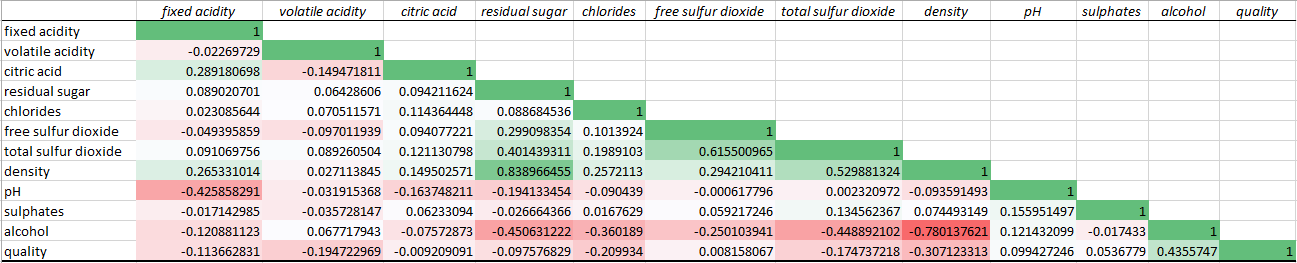 fixed acidity volatile acidity citric acid residual sugar chlorides free sulfur dioxide total sulfur dioxide density pH sulphates alcohol quality
fixed acidity 1
volatile acidity -0.02269729 1
citric acid 0.289180698 -0.149471811 1
residual sugar 0.089020701 0.06428606 0.094211624 1
chlorides 0.023085644 0.070511571 0.114364448 0.088684536 1
free sulfur dioxide -0.049395859 -0.097011939 0.094077221 0.299098354 0.1013924 1
total sulfur dioxide 0.091069756 0.089260504 0.121130798 0.401439311 0.1989103 0.615500965 1
density 0.265331014 0.027113845 0.149502571 0.838966455 0.2572113 0.294210411 0.529881324 1
pH -0.425858291 -0.031915368 -0.163748211 -0.194133454 -0.090439 -0.000617796 0.002320972 -0.093591493 1
sulphates -0.017142985 -0.035728147 0.06233094 -0.026664366 0.0167629 0.059217246 0.134562367 0.074493149 0.155951497 1
alcohol -0.120881123 0.067717943 -0.07572873 -0.450631222 -0.360189 -0.250103941 -0.448892102 -0.780137621 0.121432099 -0.017433 1
quality -0.113662831 -0.194722969 -0.009209091 -0.097576829 -0.209934 0.008158067 -0.174737218 -0.307123313 0.099427246 0.0536779 0.4355747 1